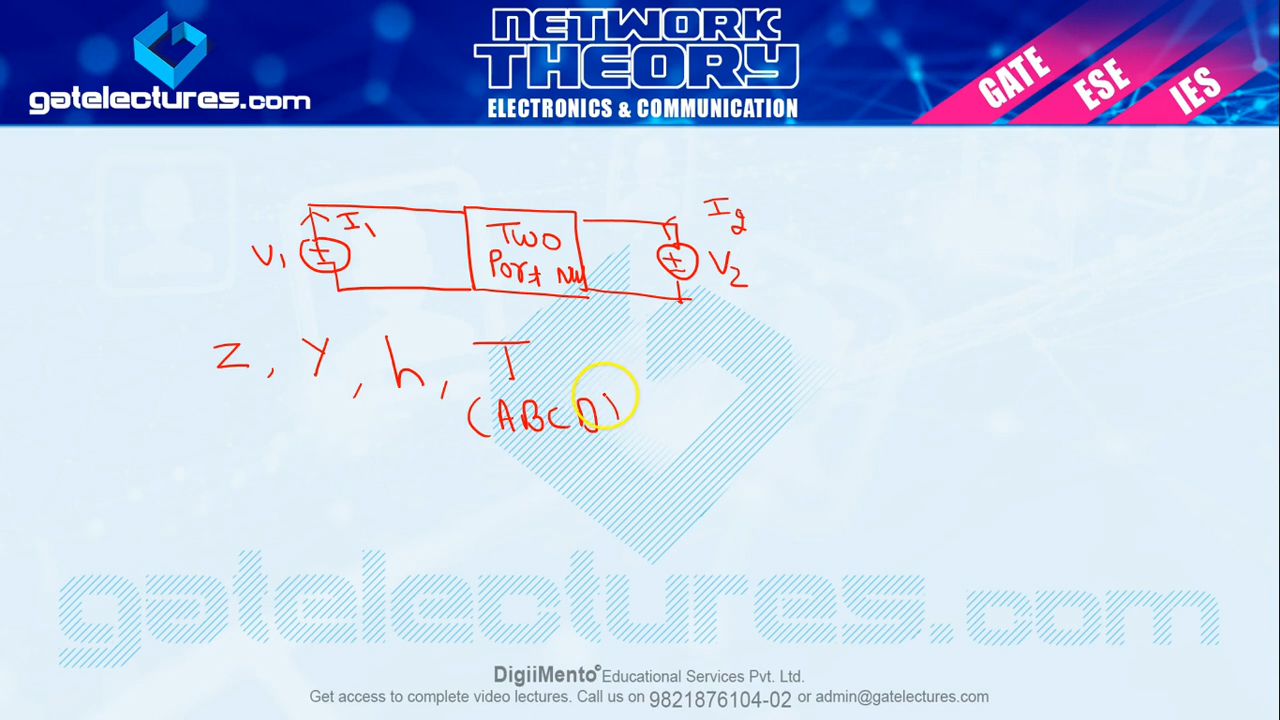 gatelectures.com
NETWORK
THEORY
ELECTRONICS & COMMUNICATION
GATE
ESE
IES
I1
I2
V1
±
TWO
Port NW
±
V2
Z, Y, h, T
(ABCD)
gatelectures.com
DigiiMento© Educational Services Pvt. Ltd.
Get access to complete video lectures. Call us on 9821876104-02 or admin@gatelectures.com